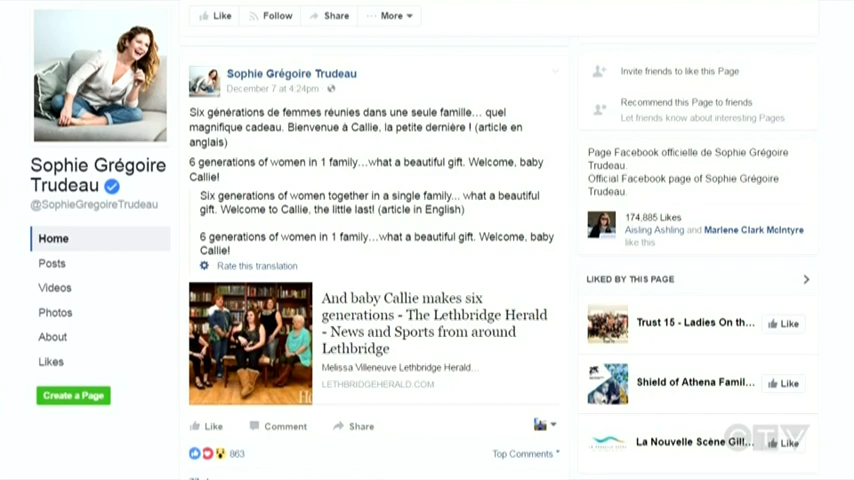 Like
Follow
Share
More
Sophie Grégoire Trudeau
December 7 at 4:24pm
Six générations de femmes réunies dans une seule famille... quel
magnifique cadeau. Bienvenue à Callie, la petite dernière ! (article en
anglais)
6 generations of women in 1 family...what a beautiful gift. Welcome, baby
Callie!
Six generations of women together in a single family... what a beautiful
gift. Welcome to Callie, the little last! (article in English)
6 generations of women in 1 family...what a beautiful gift. Welcome, baby
Callie!
Rate this translation
And baby Callie makes six
generations - The Lethbridge Herald
- News and Sports from around
Lethbridge
Melissa Villeneuve Lethbridge Herald...
LETHBRIDGEHERALD.COM
Like
Comment
Share
863
Top Comments
Sophie Grégoire
Trudeau
@SophieGregoireTrudeau
Home
Posts
Videos
Photos
About
Likes
Create a Page
Invite friends to like this Page
Recommend this Page to friends
Let friends know about interesting Pages
Page Facebook officielle de Sophie Grégoire
Trudeau.
Official Facebook page of Sophie Grégoire
Trudeau.
174,885 Likes
Aisling Ashling and Marlene Clark McIntyre
like this
LIKED BY THIS PAGE
Trust 15 - Ladies On th...
Like
Shield of Athena Famil...
Like
La Nouvelle Scène Gill...
Like
CTV